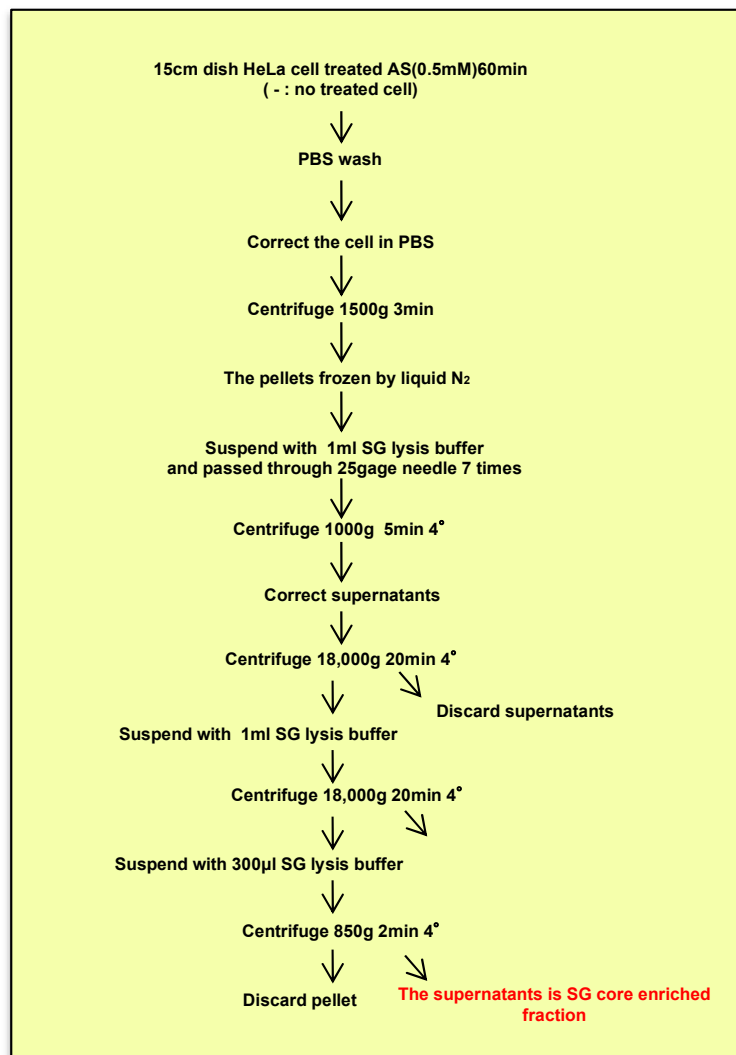 15cm dish HeLa cell treated AS(0.5mM)60min
( - : no treated cell)
PBS wash
Correct the cell in PBS
Centrifuge 1500g 3min
The pellets frozen by liquid N₂
Suspend with 1ml SG lysis buffer
and passed through 25gage needle 7 times
Centrifuge 1000g 5min 4°
Correct supernatants
Centrifuge 18,000g 20min 4°
Discard supernatants
Suspend with 1ml SG lysis buffer
Centrifuge 18,000g 20min 4°
Suspend with 300µl SG lysis buffer
Centrifuge 850g 2min 4°
Discard pellet
The supernatants is SG core enriched
fraction